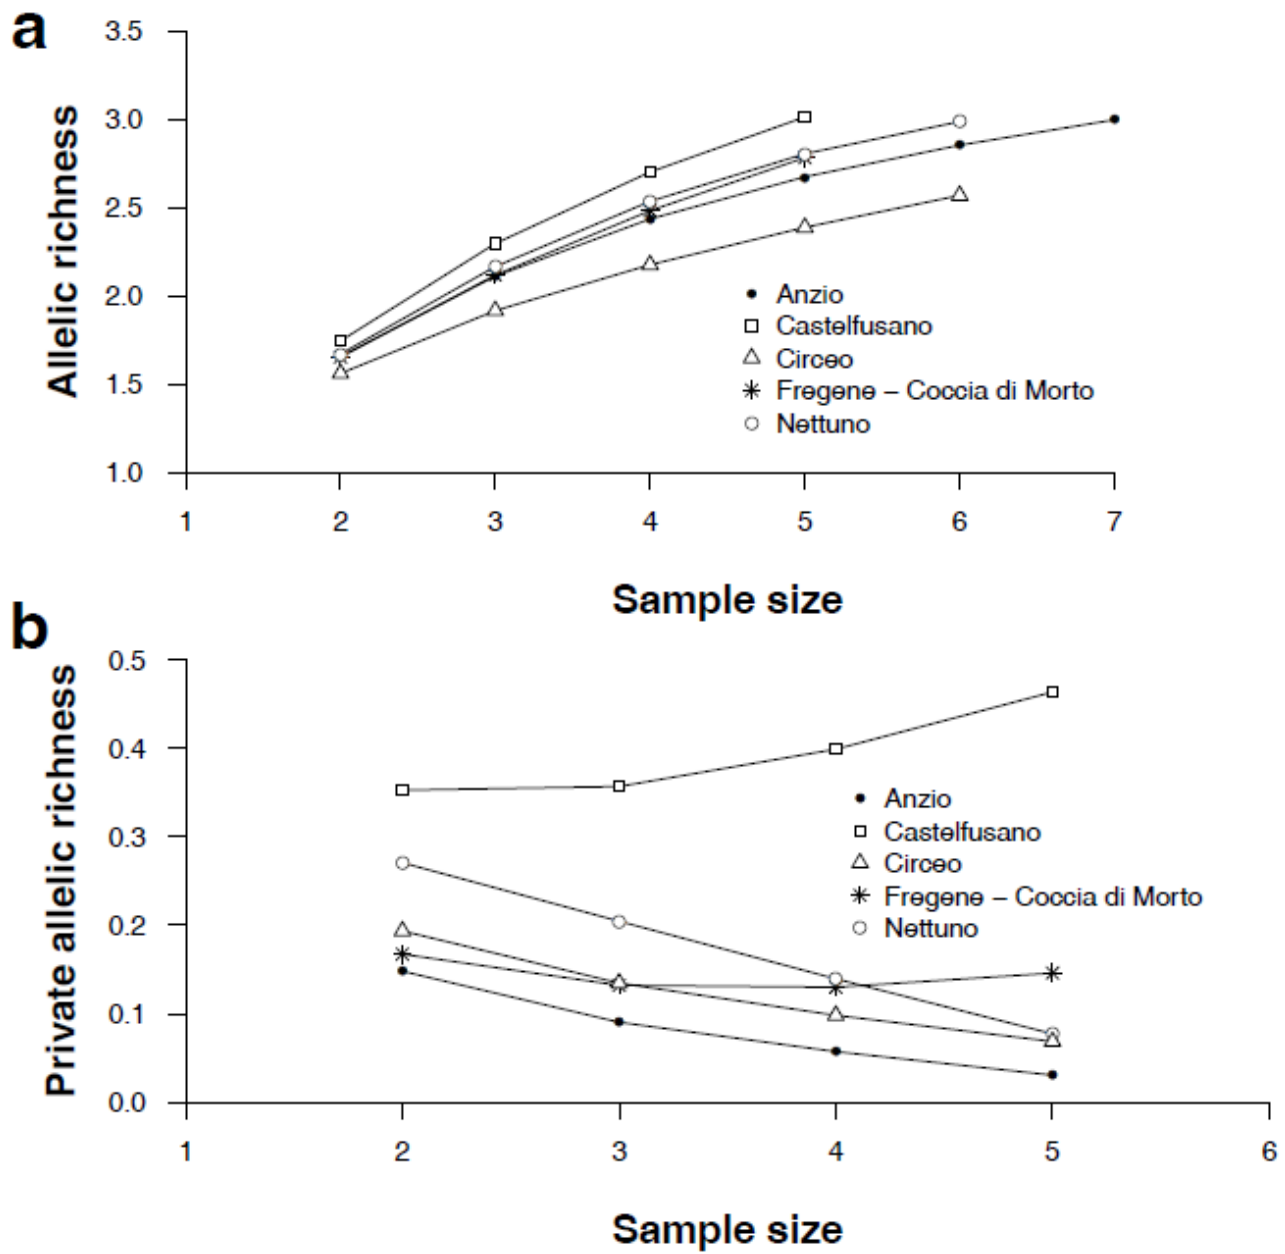 a
Allelic richness
3.5
3.0
2.5
2.0
1.5
1.0
Anzio
Castelfusano
Circeo
Fregene – Coccia di Morto
Nettuno
1 2 3 4 5 6 7
Sample size
b
Private allelic richness
0.5
0.4
0.3
0.2
0.1
0.0
Anzio
Castelfusano
Circeo
Fregene – Coccia di Morto
Nettuno
1 2 3 4 5 6
Sample size